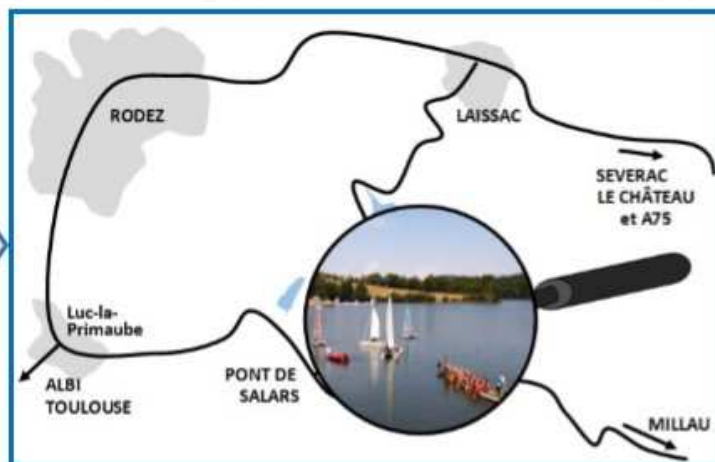 RODEZ
LAISSAC
SEVERAC
LE CHÂTEAU
et A75
Luc-la-
Primaube
ALBI
TOULOUSE
PONT DE
SALARS
MILLAU